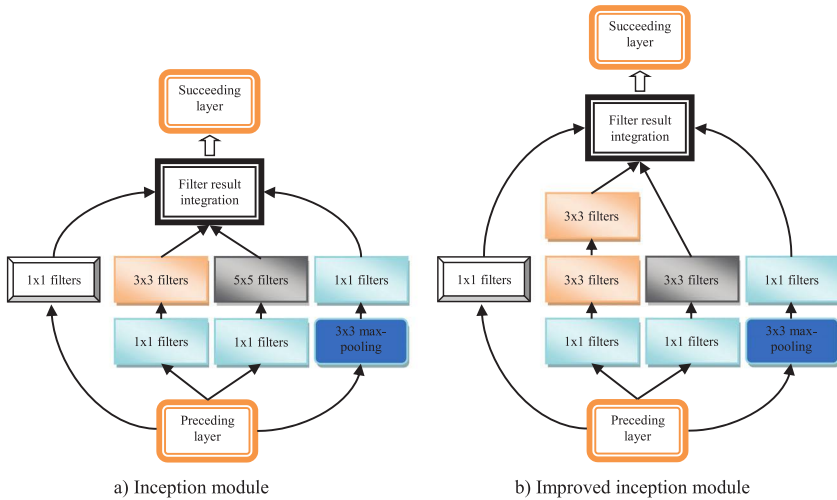 Succeeding
layer
Filter result
integration
1x1 filters
3x3 filters
5x5 filters
1x1 filters
1x1 filters
1x1 filters
3x3 max-
pooling
Preceding
layer
a) Inception module
Succeeding
layer
Filter result
integration
3x3 filters
1x1 filters
3x3 filters
3x3 filters
1x1 filters
1x1 filters
1x1 filters
3x3 max-
pooling
Preceding
layer
b) Improved inception module